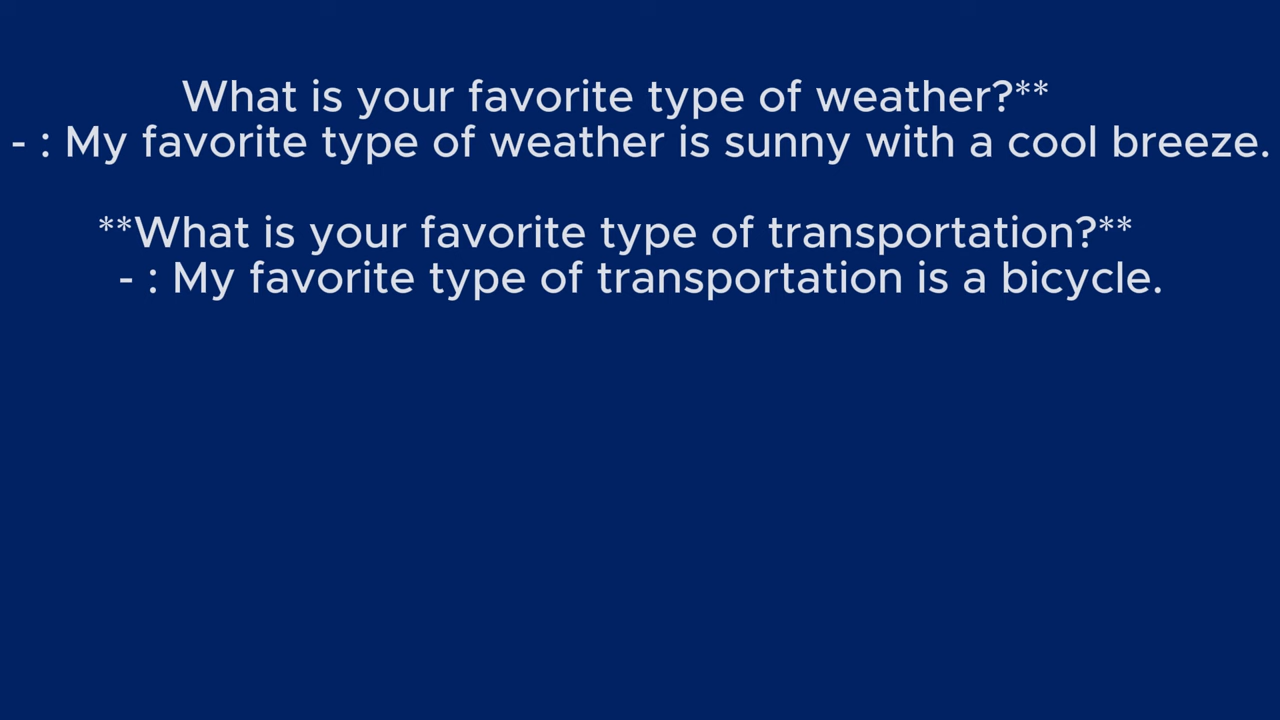 What is your favorite type of weather?**
- : My favorite type of weather is sunny with a cool breeze.
**What is your favorite type of transportation?**
- : My favorite type of transportation is a bicycle.